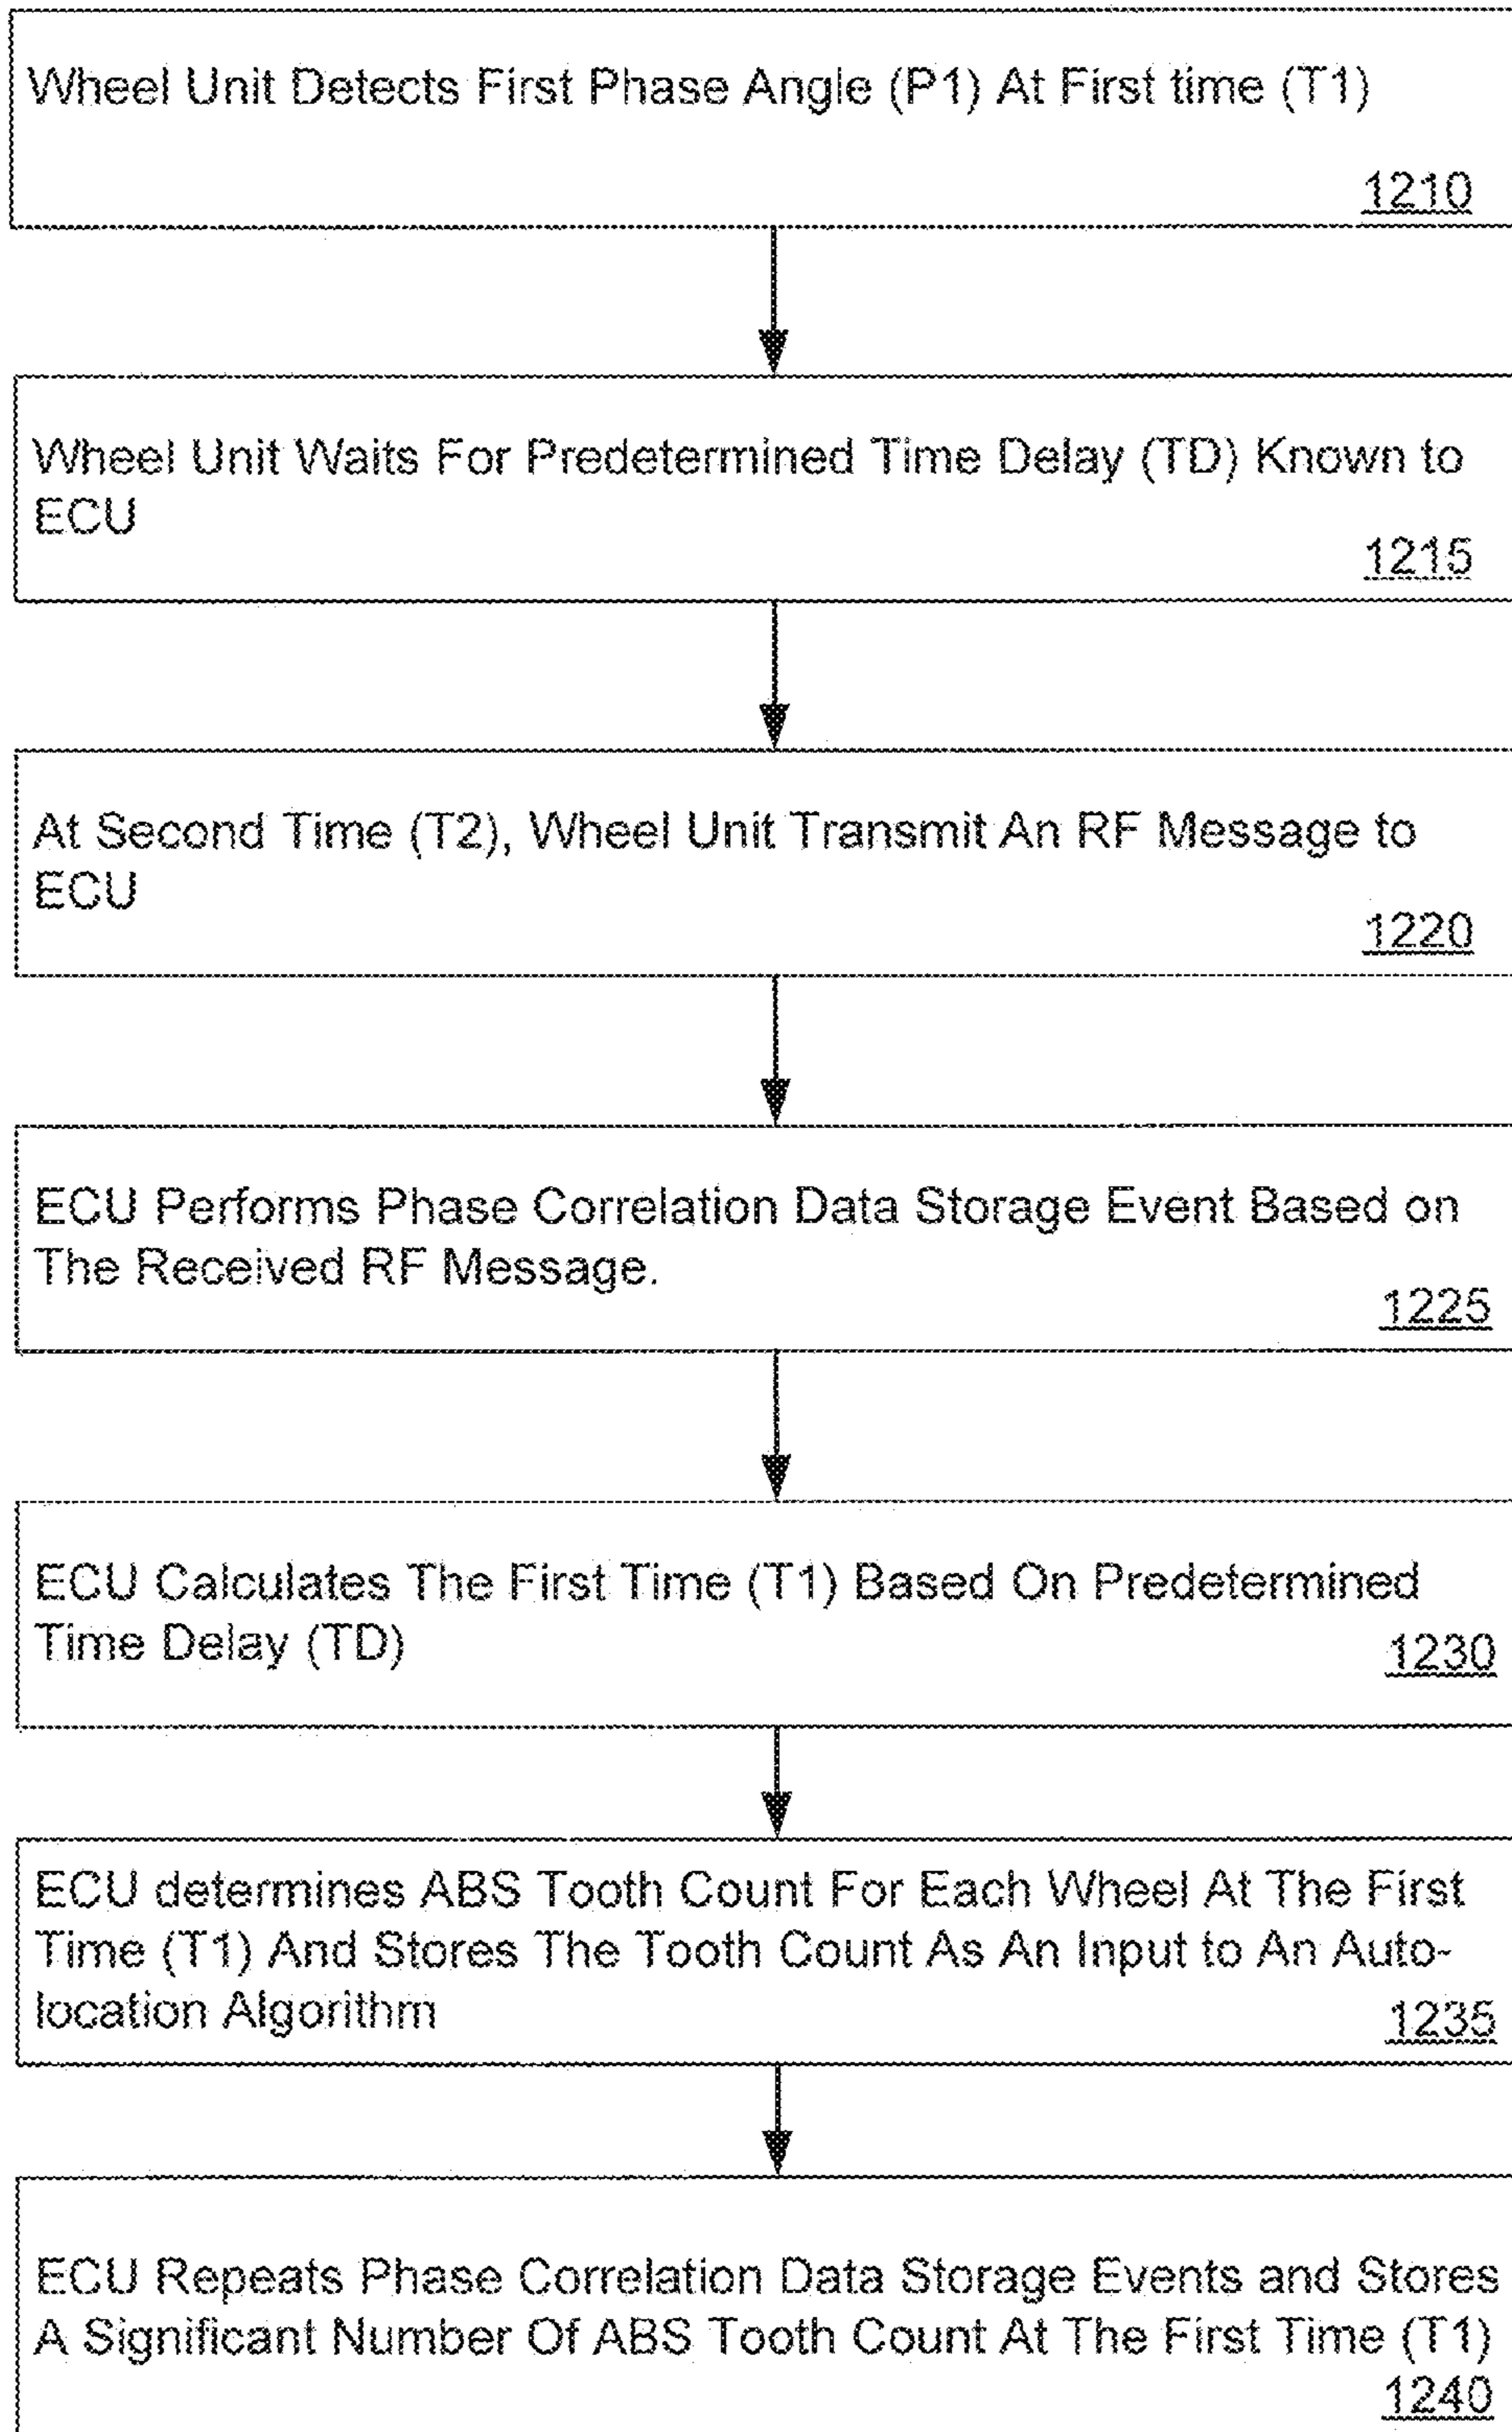 Wheel Unit Detects First Phase Angle (P1) At First time (T1)
1210
Wheel Unit Waits For Predetermined Time Delay (TD) Known to
ECU
1215
At Second Time (T2), Wheel Unit Transmit An RF Message to
ECU
1220
ECU Performs Phase Correlation Data Storage Event Based on
The Received RF Message.
1225
ECU Calculates The First Time (T1) Based On Predetermined
Time Delay (TD)
1230
ECU determines ABS Tooth Count For Each Wheel At The First
Time (T1) And Stores The Tooth Count As An Input to An Auto-
location Algorithm
1235
ECU Repeats Phase Correlation Data Storage Events and Stores
A Significant Number Of ABS Tooth Count At The First Time (T1)
1240